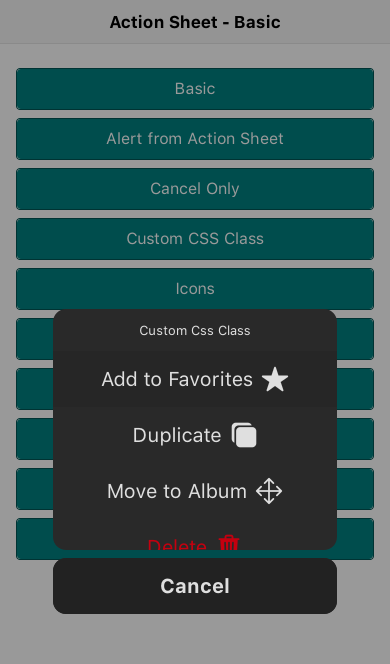 Action Sheet - Basic
Basic
Alert from Action Sheet
Cancel Only
Custom CSS Class
Icons
Custom Css Class
Add to Favorites
Duplicate
Move to Album
Delete
Cancel